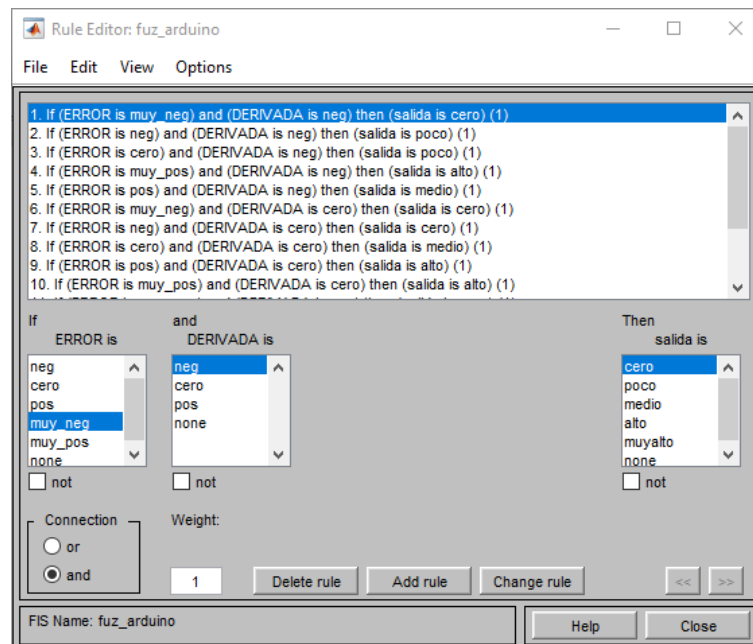 Rule Editor: fuz_arduino
File Edit View Options
1. If (ERROR is muy_neg) and (DERIVADA is neg) then (salida is cero) (1)
2. If (ERROR is neg) and (DERIVADA is neg) then (salida is poco) (1)
3. If (ERROR is cero) and (DERIVADA is neg) then (salida is poco) (1)
4. If (ERROR is muy_pos) and (DERIVADA is neg) then (salida is alto) (1)
5. If (ERROR is pos) and (DERIVADA is neg) then (salida is medio) (1)
6. If (ERROR is muy_neg) and (DERIVADA is cero) then (salida is cero) (1)
7. If (ERROR is neg) and (DERIVADA is cero) then (salida is cero) (1)
8. If (ERROR is cero) and (DERIVADA is cero) then (salida is medio) (1)
9. If (ERROR is pos) and (DERIVADA is cero) then (salida is alto) (1)
10. If (ERROR is muy_pos) and (DERIVADA is cero) then (salida is alto) (1)
If and Then
ERROR is DERIVADA is salida is
neg neg cero
cero cero poco
pos pos medio
muy_neg none alto
muy_pos muyalto
none none
not not not
Connection Weight:
or
and 1 Delete rule Add rule Change rule << >>
FIS Name: fuz_arduino Help Close